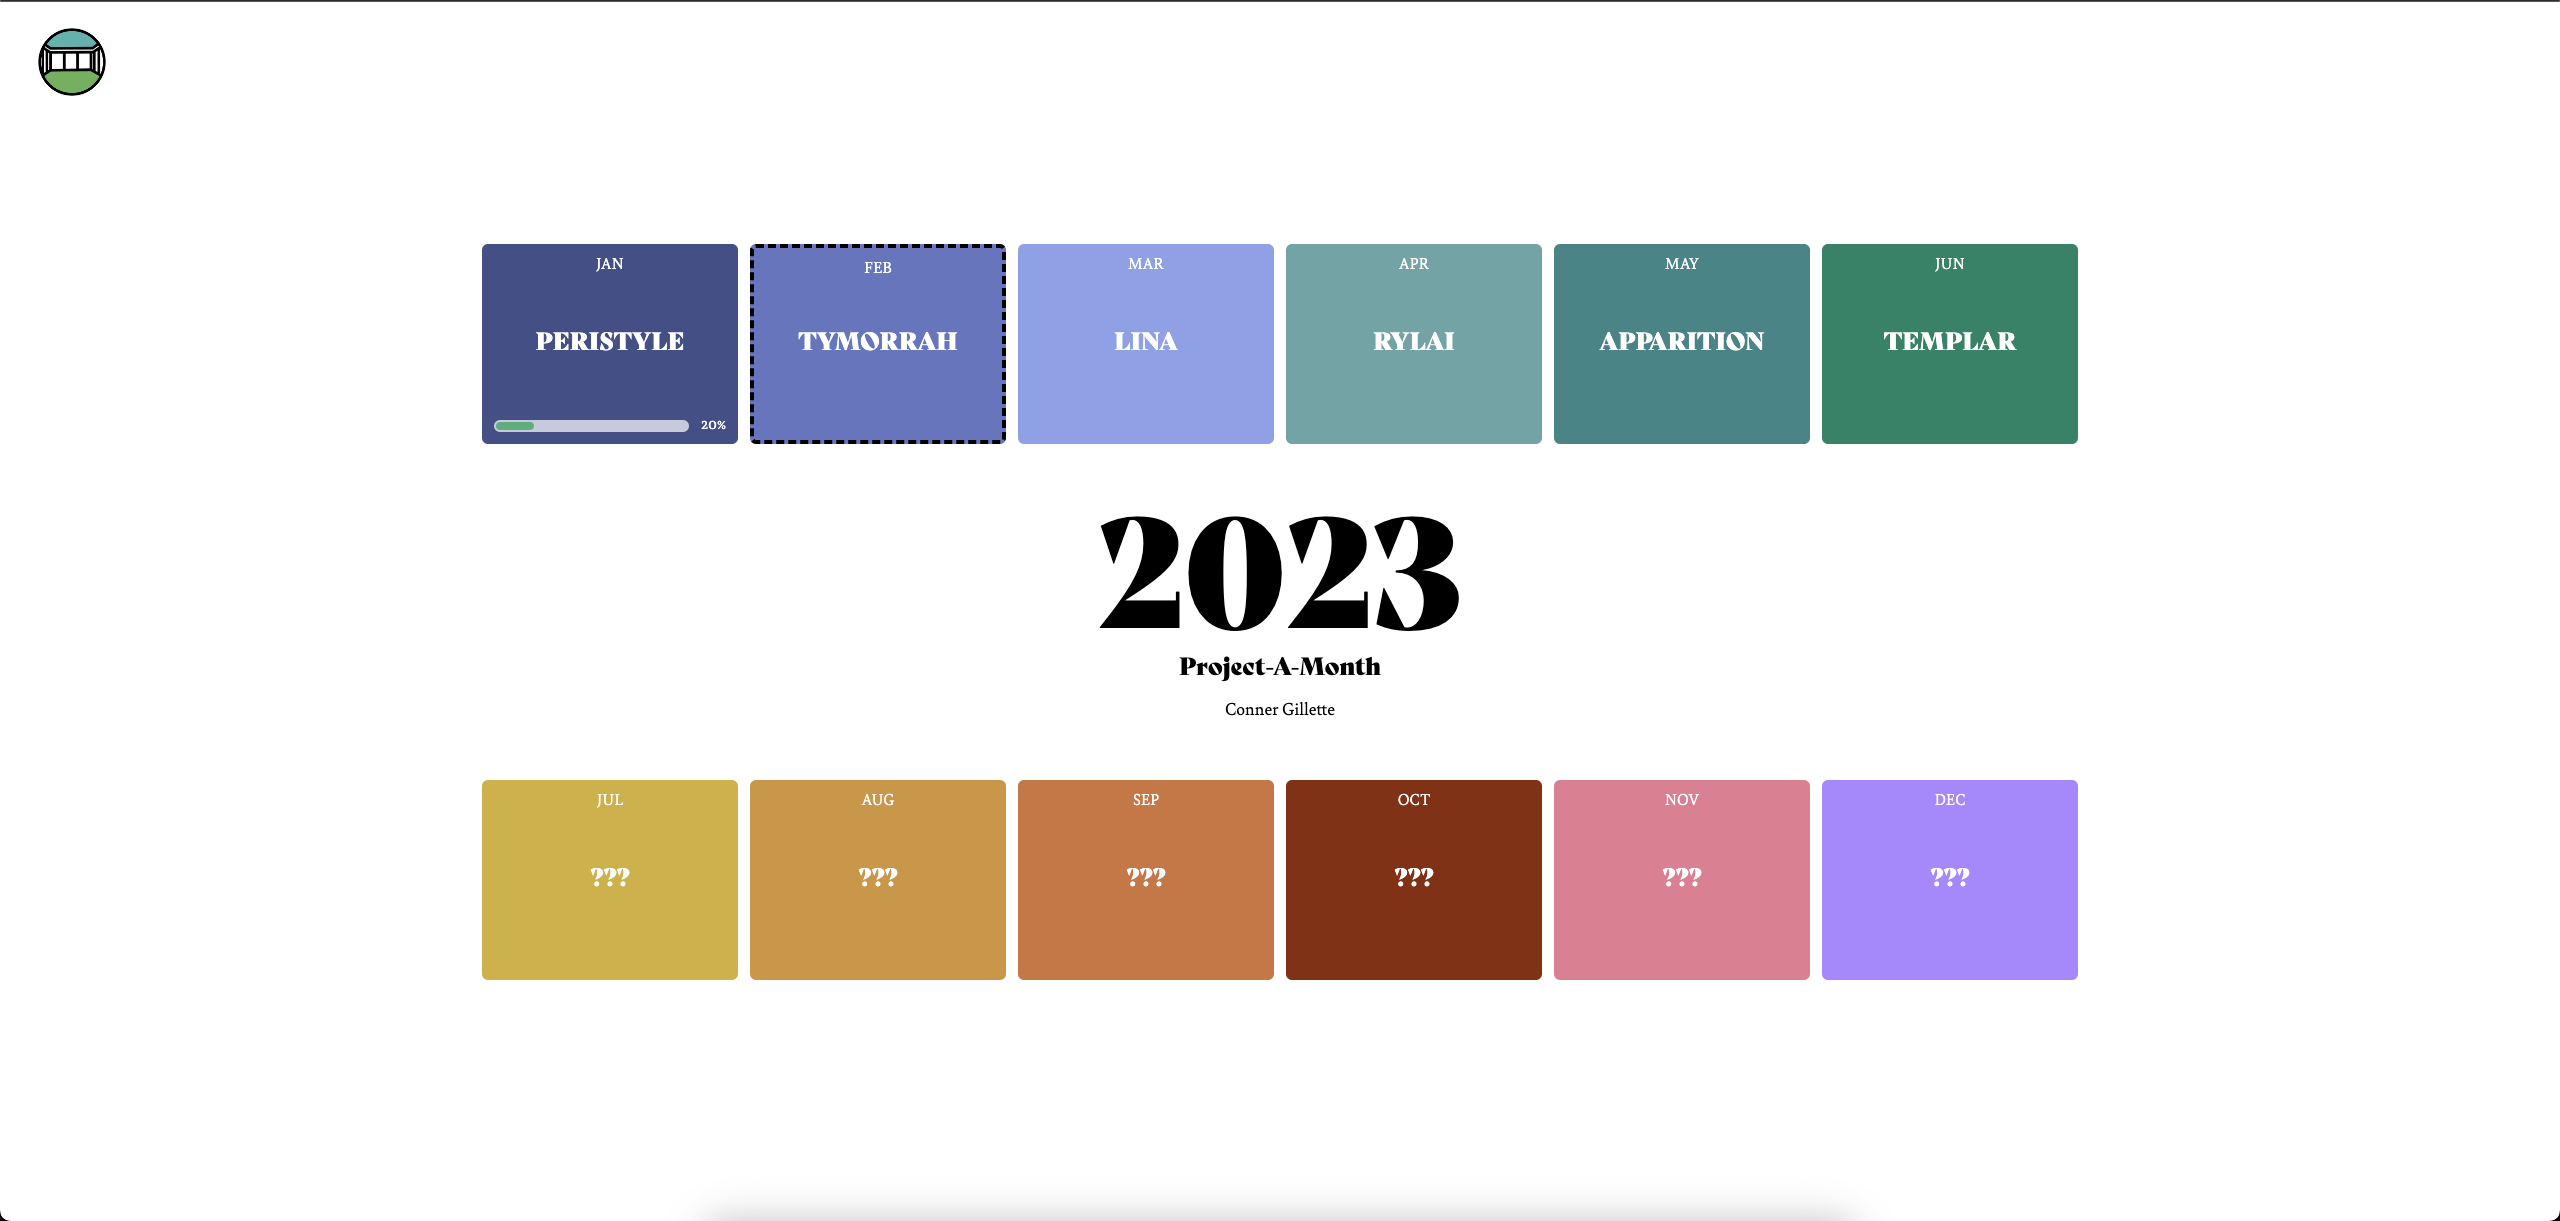 JAN
PERISTYLE
20%
FEB
TYMORRAH
MAR
LINA
APR
RYLAI
MAY
APPARITION
JUN
TEMPLAR
2023
Project-A-Month
Conner Gillette
JUL
???
AUG
???
SEP
???
OCT
???
NOV
???
DEC
???